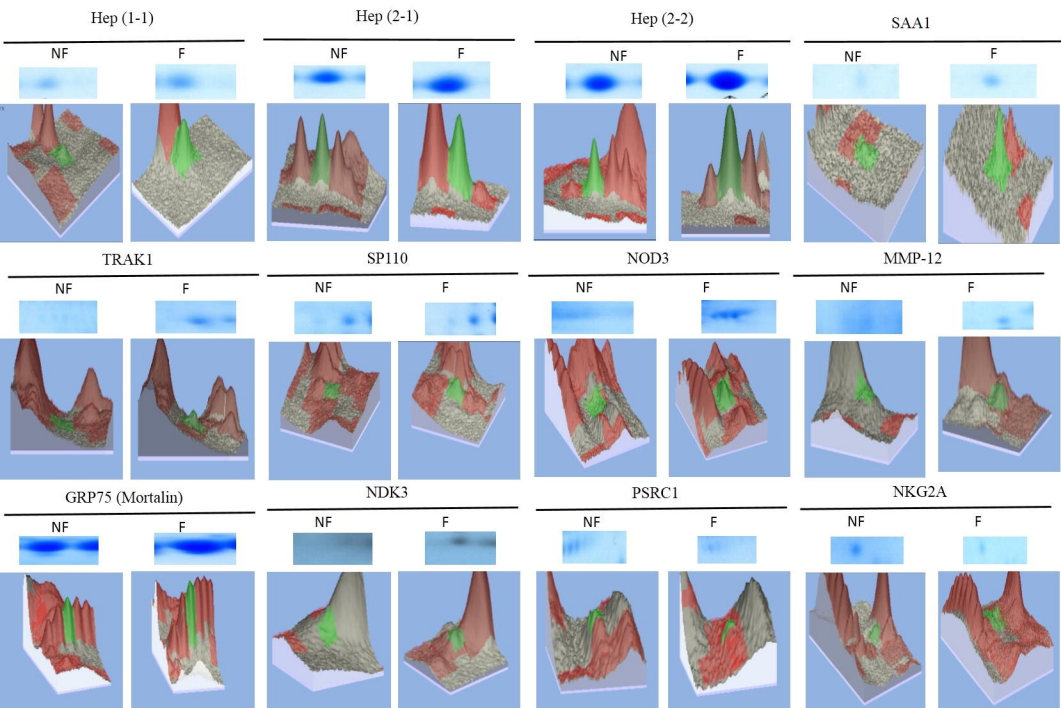 Hep (1-1) Hep (2-1) Hep (2-2) SAA1
NF F NF F NF F NF F
TRAK1 SP110 NOD3 MMP-12
NF F NF F NF F NF F
GRP75 (Mortalin) NDK3 PSRC1 NKG2A
NF F NF F NF F NF F